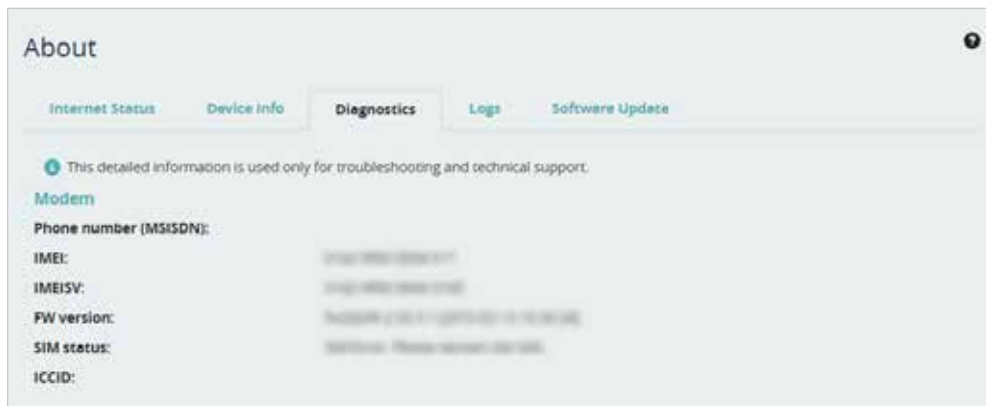 About
Internet Status Device Info Diagnostics Logs Software Update
This detailed information is used only for troubleshooting and technical support.
Modem
Phone number (MSISDN):
IMEI:
IMEISV:
FW version:
SIM status:
ICCID: